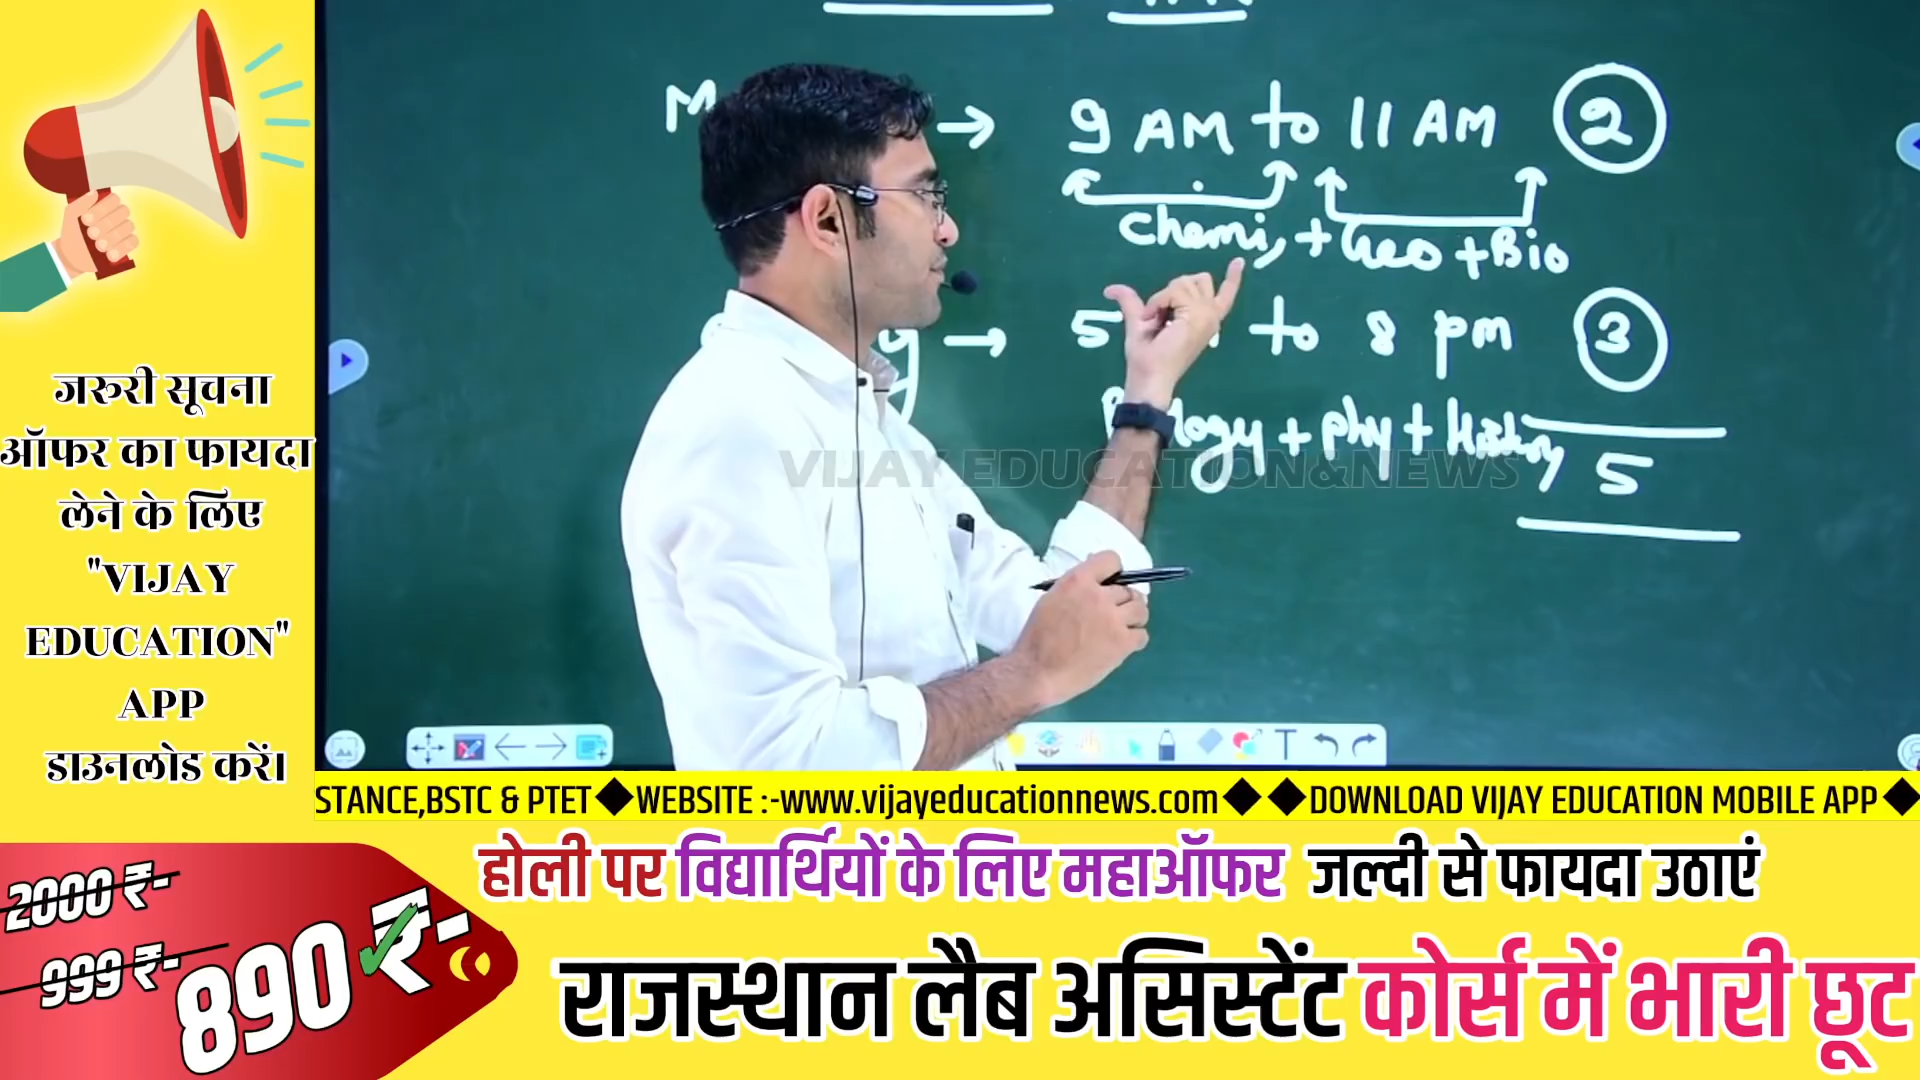 9 AM to 11 AM 2
Chemi, + Geo + Bio
→ 5 to 8 pm 3
+ phy + History
5
VIJAY EDUCATION&NEWS
जरूरी सूचना
ऑफर का फायदा
लेने के लिए
"VIJAY
EDUCATION"
APP
डाउनलोड करें।
STANCE,BSTC & PTET◆WEBSITE :-www.vijayeducationnews.com◆◆DOWNLOAD VIJAY EDUCATION MOBILE APP◆
होली पर विद्यार्थियों के लिए महाऑफर जल्दी से फायदा उठाएं
2000 ₹-
999 ₹-
890 ₹-
राजस्थान लैब असिस्टेंट कोर्स में भारी छूट